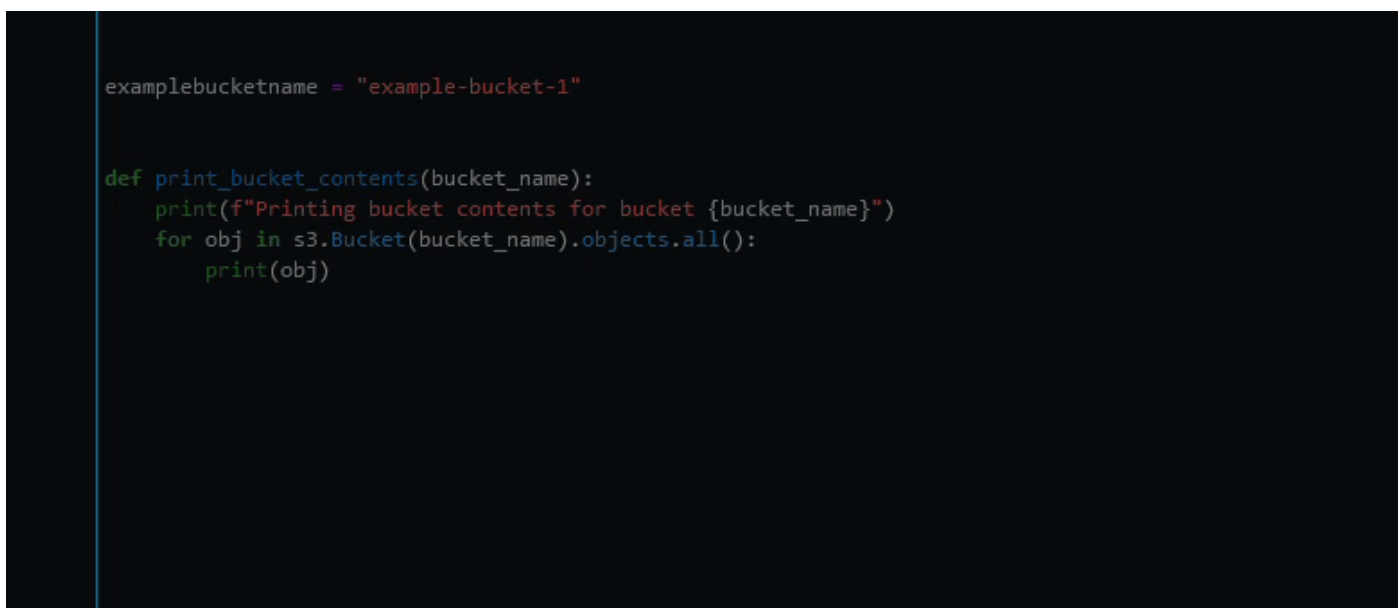 examplebucketname = "example-bucket-1"
def print_bucket_contents(bucket_name):
    print(f"Printing bucket contents for bucket {bucket_name}")
    for obj in s3.Bucket(bucket_name).objects.all():
        print(obj)